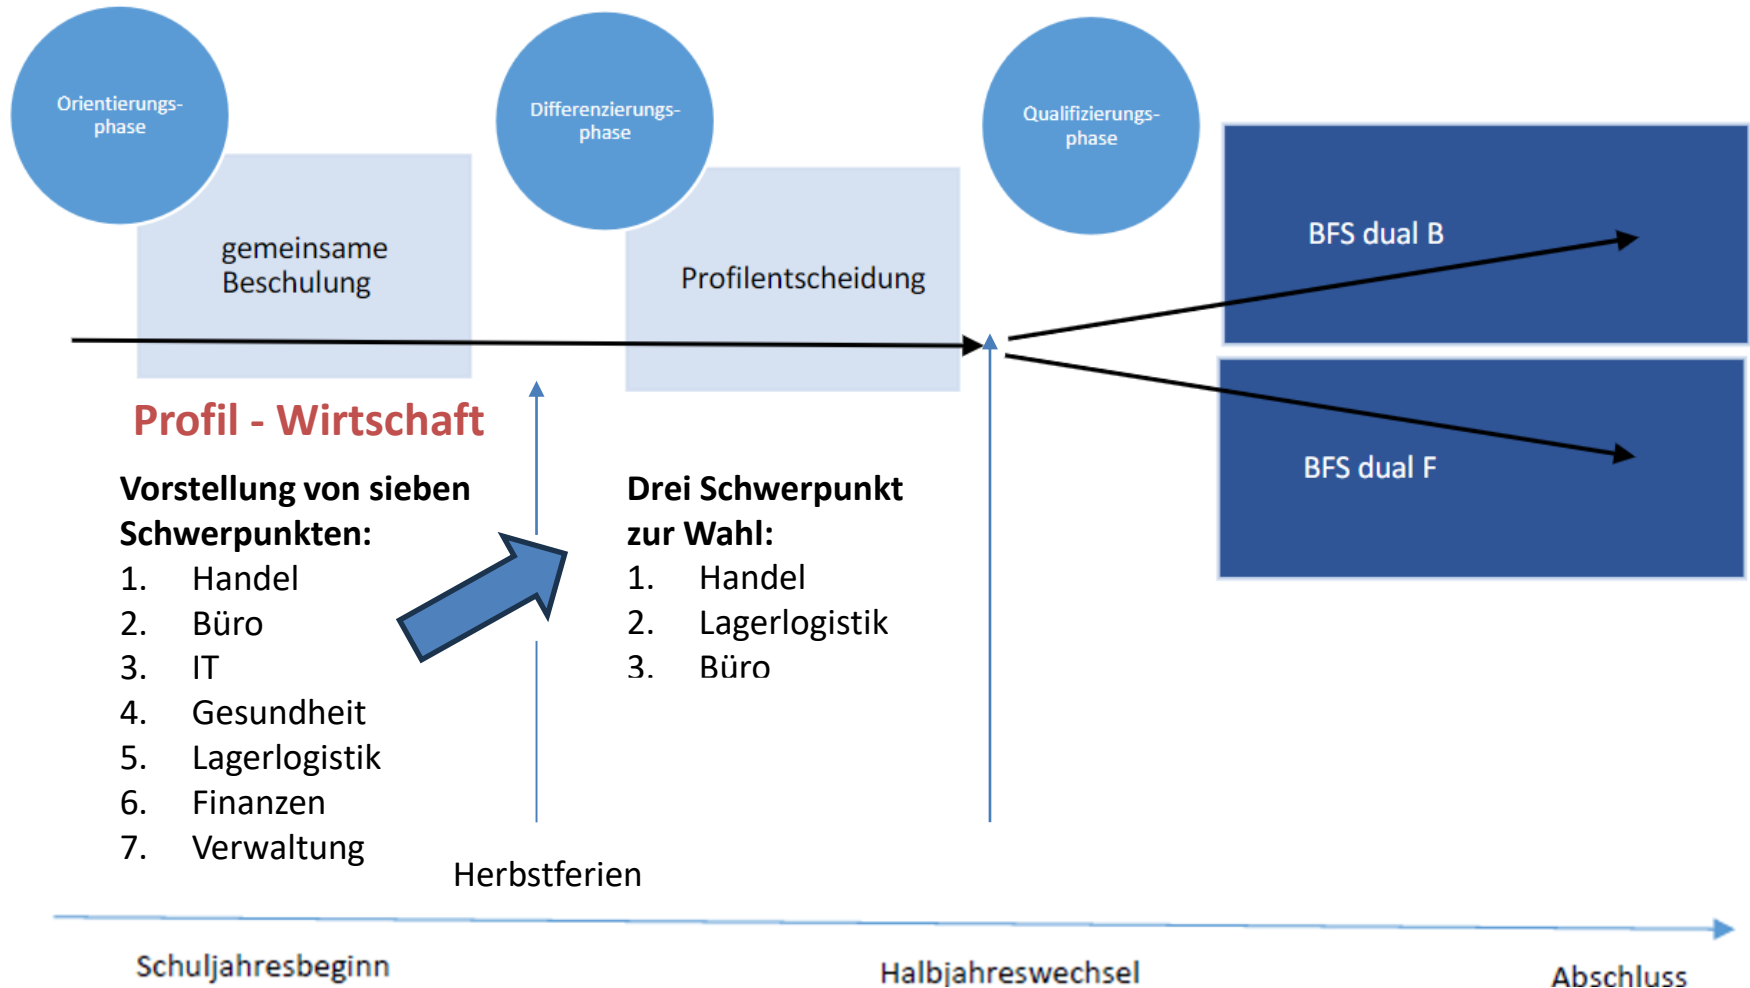 Orientierungs-
phase
Differenzierungs-
phase
Qualifizierungs-
phase
gemeinsame
Beschulung
Profilentscheidung
BFS dual B
BFS dual F
Profil - Wirtschaft
Vorstellung von sieben
Schwerpunkten:
1. Handel
2. Büro
3. IT
4. Gesundheit
5. Lagerlogistik
6. Finanzen
7. Verwaltung
Drei Schwerpunkt
zur Wahl:
1. Handel
2. Lagerlogistik
3. Büro
Herbstferien
Schuljahresbeginn
Halbjahreswechsel
Abschluss